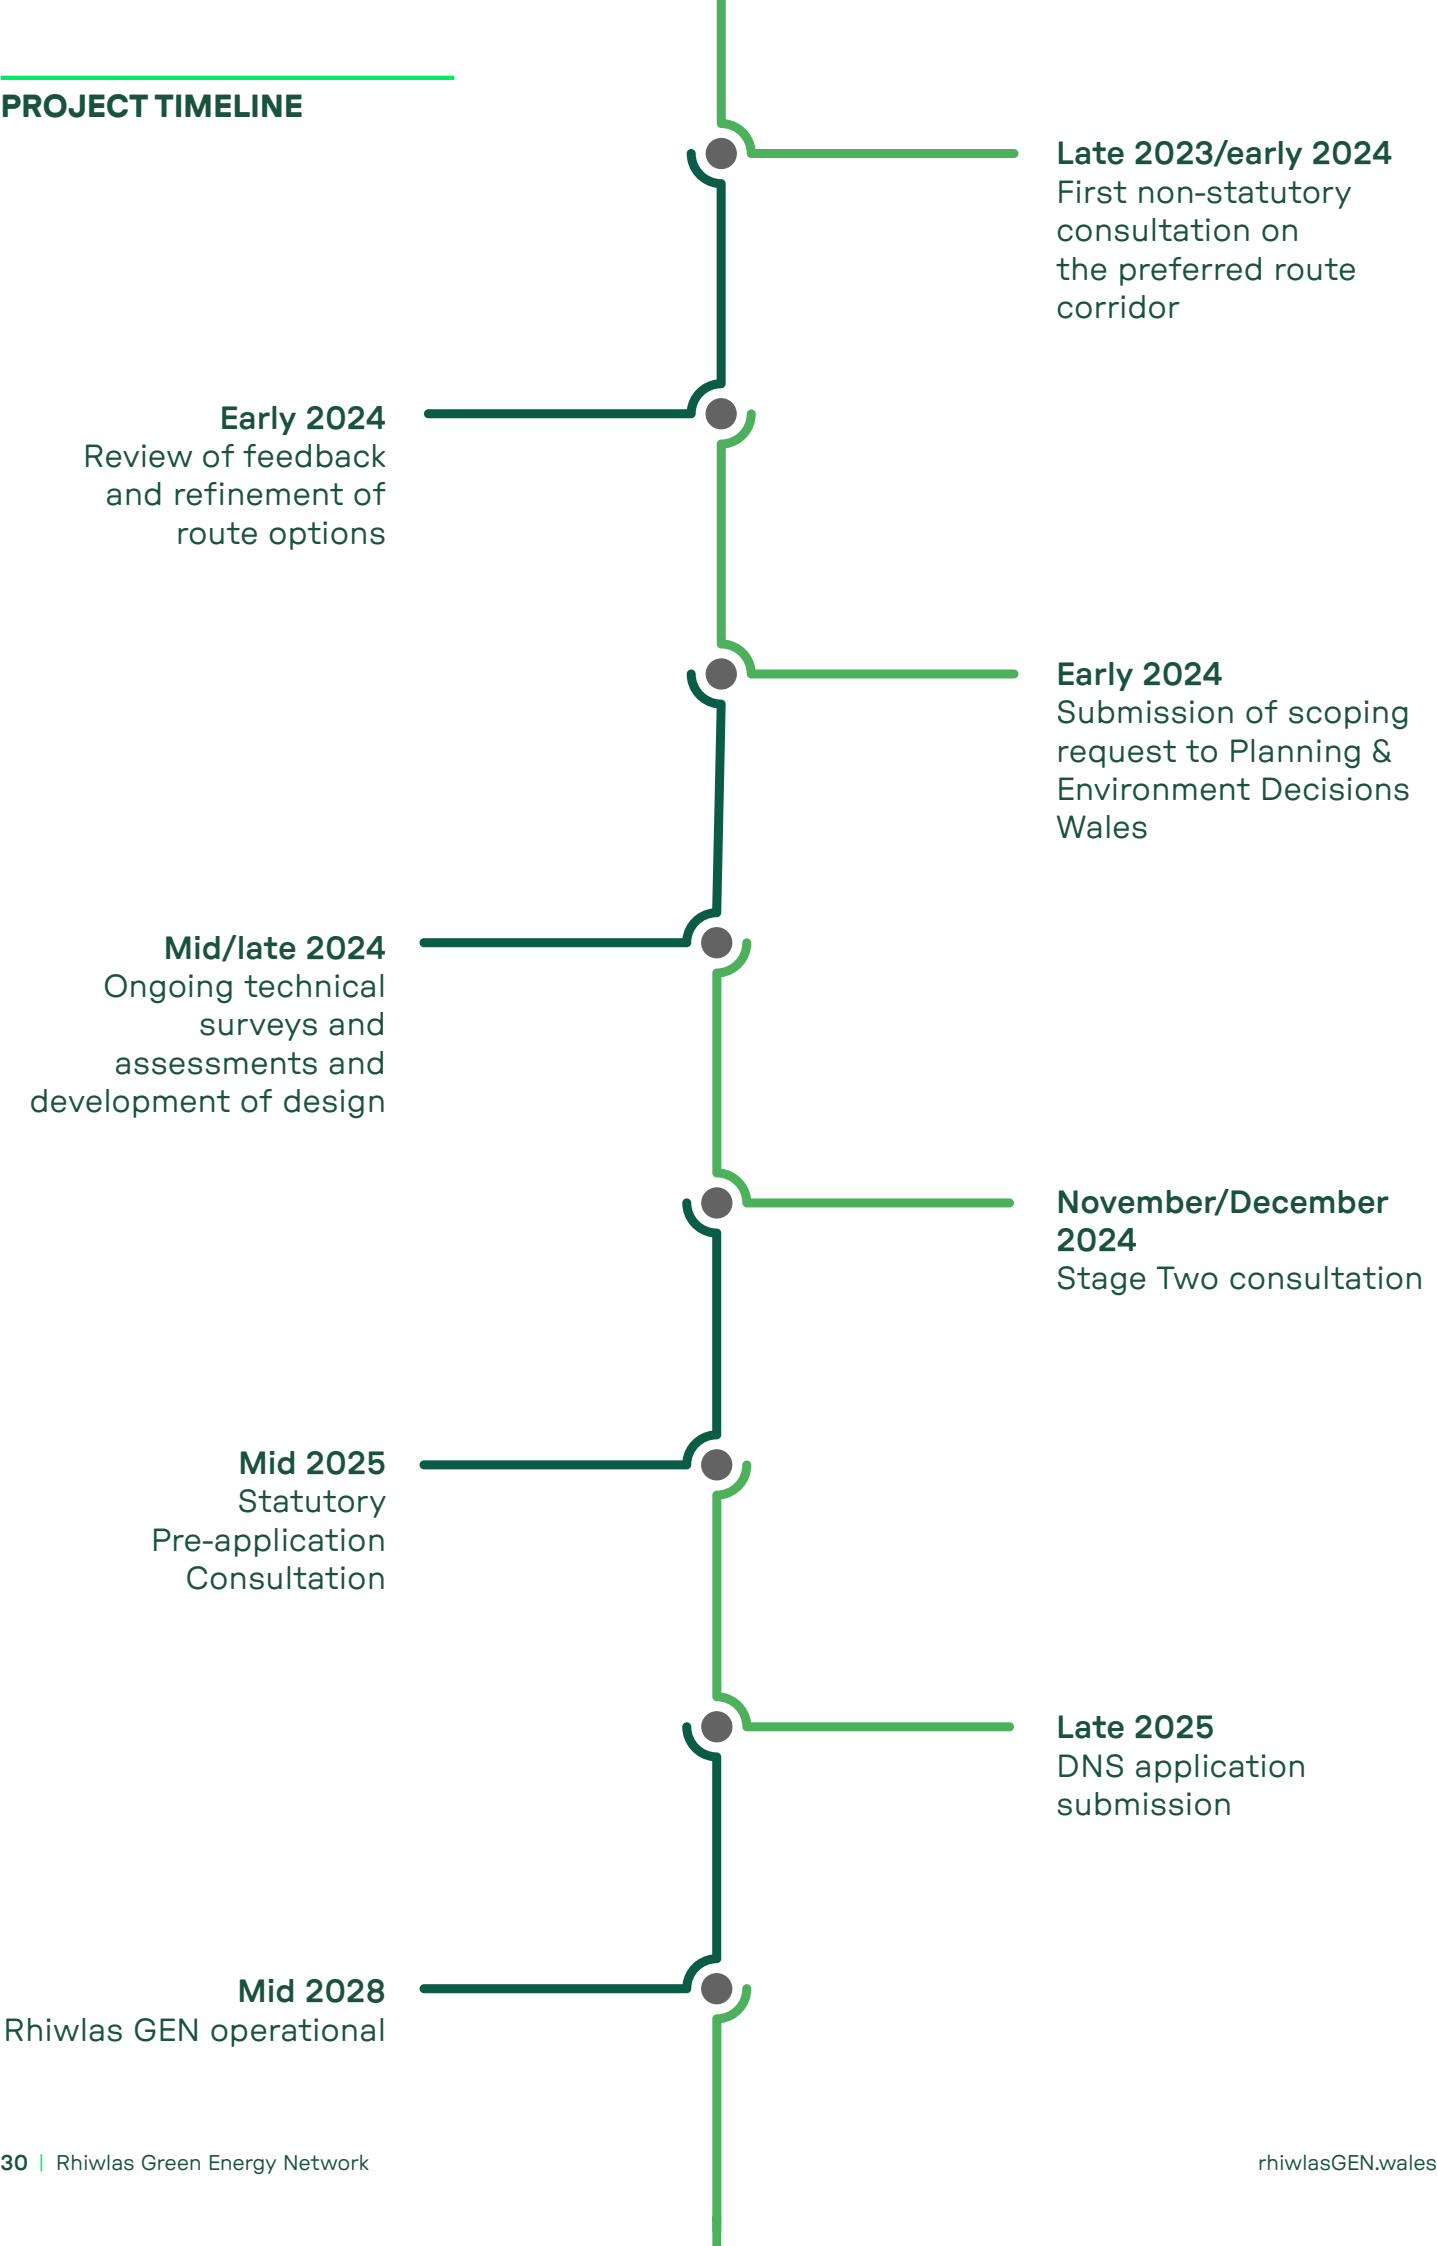 PROJECT TIMELINE
Late 2023/early 2024
First non-statutory
consultation on
the preferred route
corridor
Early 2024
Review of feedback
and refinement of
route options
Early 2024
Submission of scoping
request to Planning &
Environment Decisions
Wales
Mid/late 2024
Ongoing technical
surveys and
assessments and
development of design
November/December
2024
Stage Two consultation
Mid 2025
Statutory
Pre-application
Consultation
Late 2025
DNS application
submission
Mid 2028
Rhiwlas GEN operational
30 | Rhiwlas Green Energy Network
rhiwlasGEN.wales